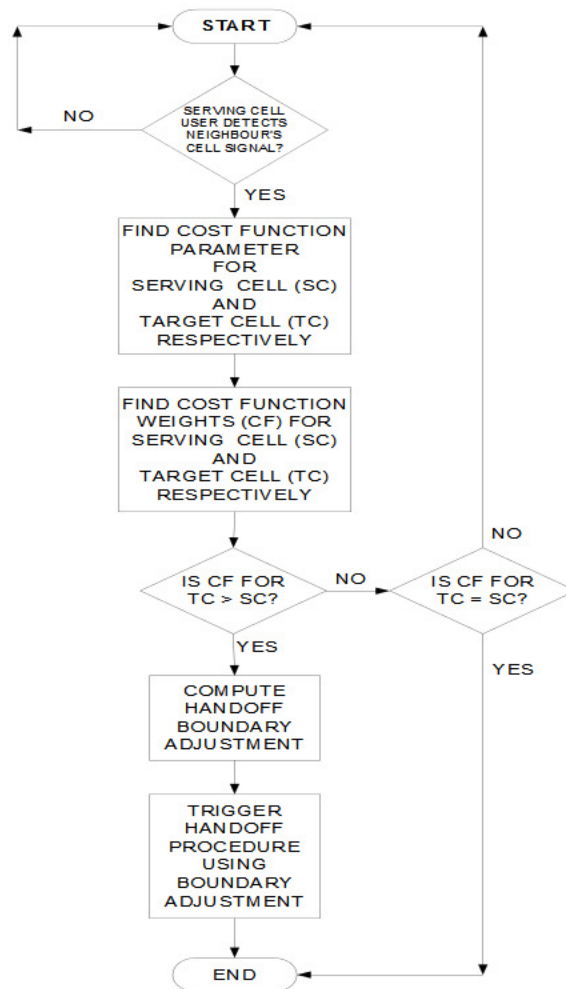 START
NO
SERVING CELL
USER DETECTS
NEIGHBOUR'S
CELL SIGNAL?
YES
FIND COST FUNCTION
PARAMETER
FOR
SERVING CELL (SC)
AND
TARGET CELL (TC)
RESPECTIVELY
FIND COST FUNCTION
WEIGHTS (CF) FOR
SERVING CELL (SC)
AND
TARGET CELL (TC)
RESPECTIVELY
IS CF FOR
TC > SC?
NO
IS CF FOR
TC = SC?
NO
YES
YES
COMPUTE
HANDOFF
BOUNDARY
ADJUSTMENT
TRIGGER
HANDOFF
PROCEDURE
USING
BOUNDARY
ADJUSTMENT
END